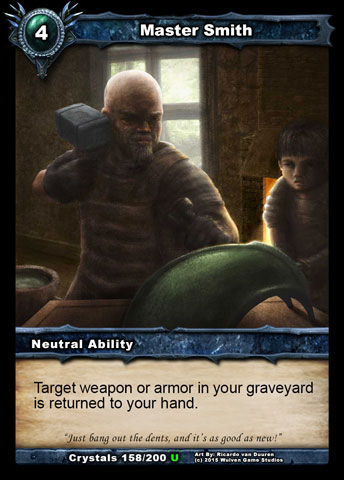 4
Master Smith
Neutral Ability
Target weapon or armor in your graveyard
is returned to your hand.
"Just bang out the dents, and it's as good as new!"
Crystals 158/200 U
Art By: Ricardo van Duuren
(c) 2015 Wulven Game Studios